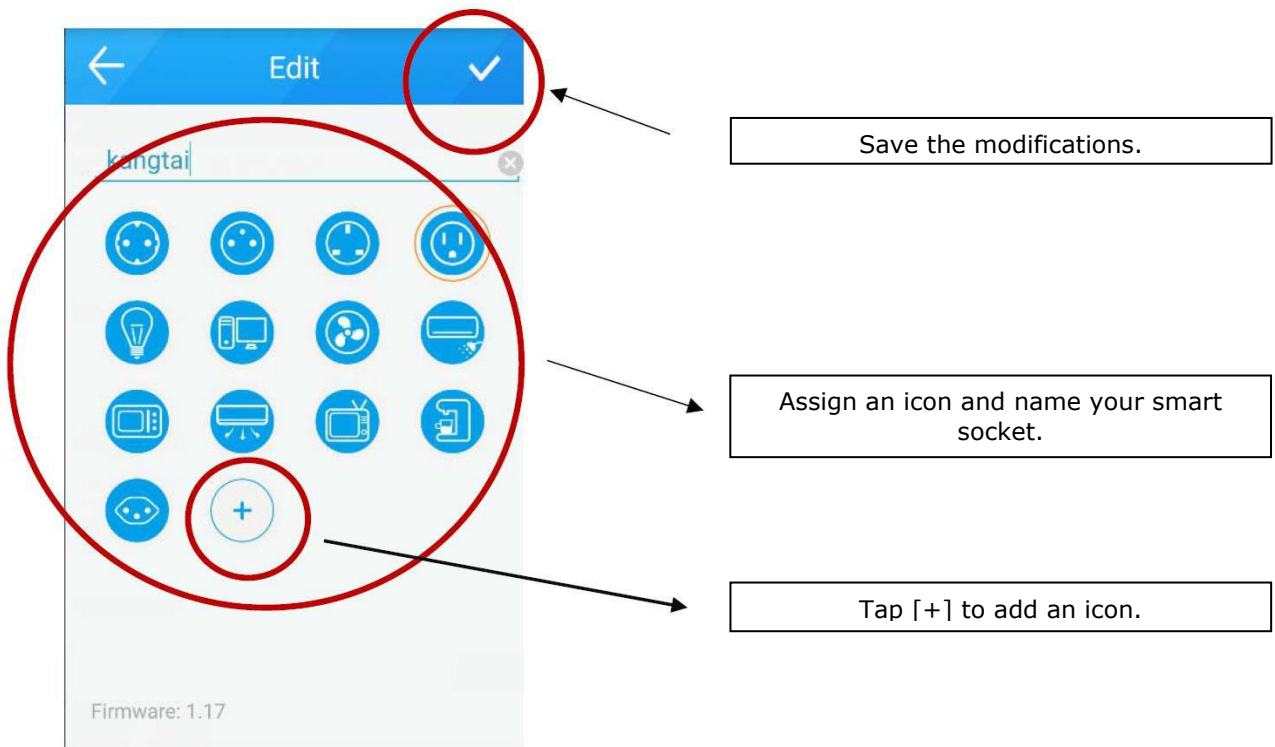 Edit
Save the modifications.
kangtai
Assign an icon and name your smart
socket.
+
Tap [+] to add an icon.
Firmware: 1.17